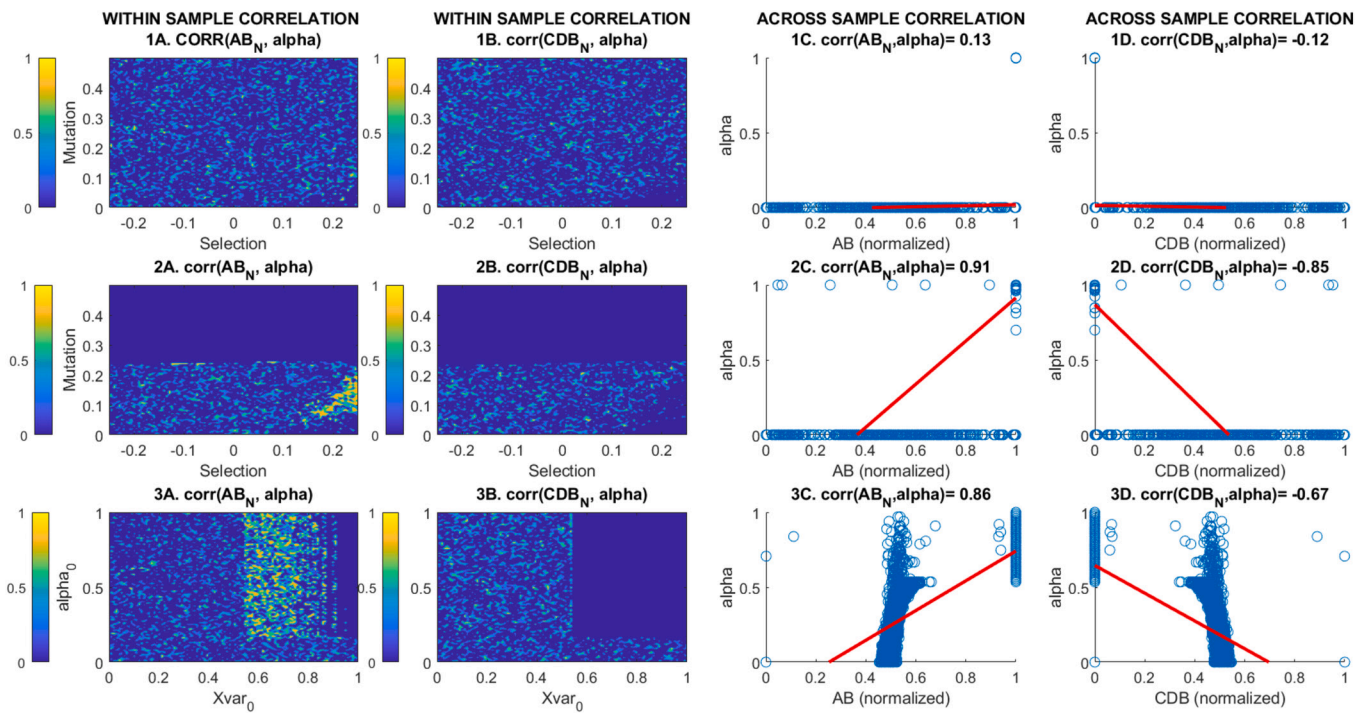 WITHIN SAMPLE CORRELATION WITHIN SAMPLE CORRELATION ACROSS SAMPLE CORRELATION ACROSS SAMPLE CORRELATION
1A. CORR(AB_N, alpha) 1B. corr(CDB_N, alpha) 1C. corr(AB_N,alpha)= 0.13 1D. corr(CDB_N,alpha)= -0.12
1 1 1 1
0.4
0.4
0.3
0.3
0.5 0.5 0.5 0.5
Mutation alpha alpha
0.2
0.2
0.1
0.1
0 0 0 0 0 0
-0.2 -0.1 0 0.1 0.2 -0.2 -0.1 0 0.1 0.2 0 0.2 0.4 0.6 0.8 1 0 0.2 0.4 0.6 0.8 1
Selection Selection AB (normalized) CDB (normalized)
2A. corr(AB_N, alpha) 2B. corr(CDB_N, alpha) 2C. corr(AB_N,alpha)= 0.91 2D. corr(CDB_N,alpha)= -0.85
1 1 1 1
0.4
0.4
0.3
0.3
0.5 0.5 0.5 0.5
Mutation alpha alpha
0.2
0.2
0.1
0.1
0 0 0 0 0 0
-0.2 -0.1 0 0.1 0.2 -0.2 -0.1 0 0.1 0.2 0 0.2 0.4 0.6 0.8 1 0 0.2 0.4 0.6 0.8 1
Selection Selection AB (normalized) CDB (normalized)
3A. corr(AB_N, alpha) 3B. corr(CDB_N, alpha) 3C. corr(AB_N,alpha)= 0.86 3D. corr(CDB_N,alpha)= -0.67
1 1 1 1 1 1
0.5 0.5 0.5 0.5 0.5 0.5
alpha_0 alpha alpha
0 0 0 0 0 0
0 0.2 0.4 0.6 0.8 1 0 0.2 0.4 0.6 0.8 1 0 0.2 0.4 0.6 0.8 1 0 0.2 0.4 0.6 0.8 1
Xvar_0 Xvar_0 AB (normalized) CDB (normalized)